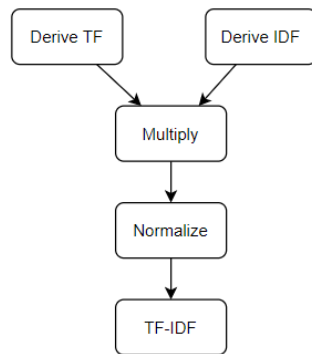 Derive TF
Derive IDF
Multiply
Normalize
TF-IDF